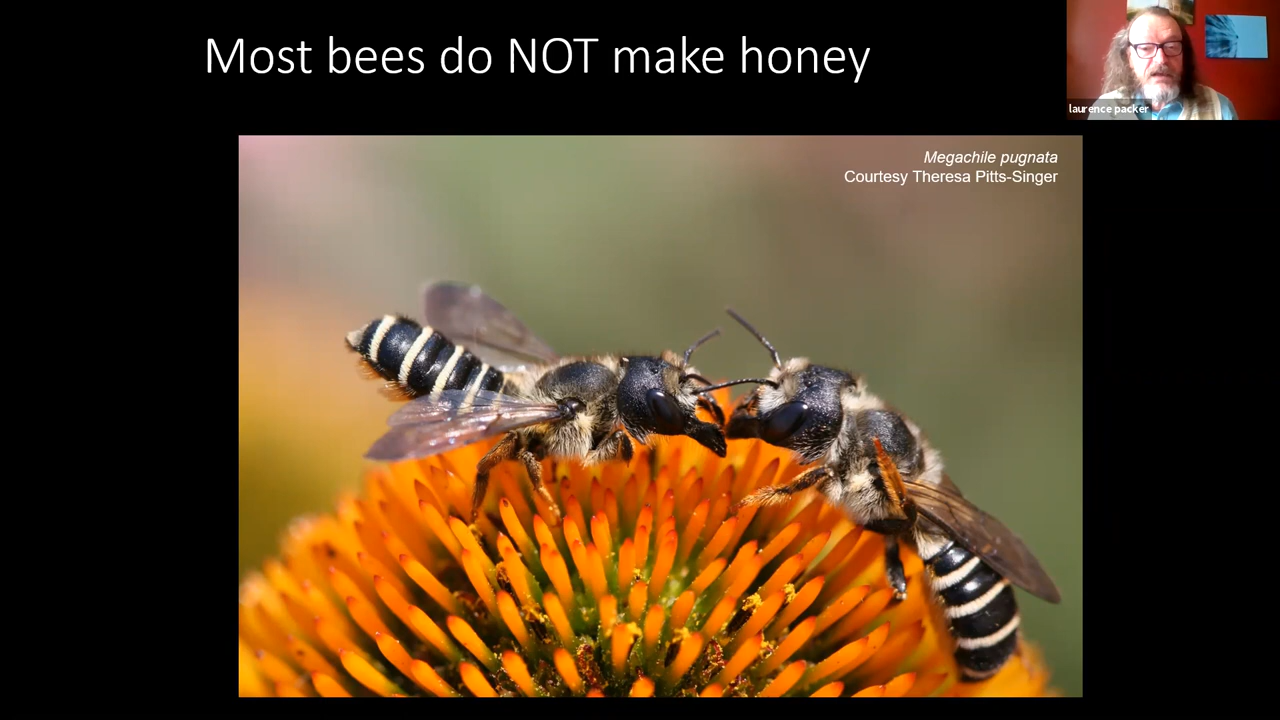 Most bees do NOT make honey
laurence packer
Megachile pugnata
Courtesy Theresa Pitts-Singer